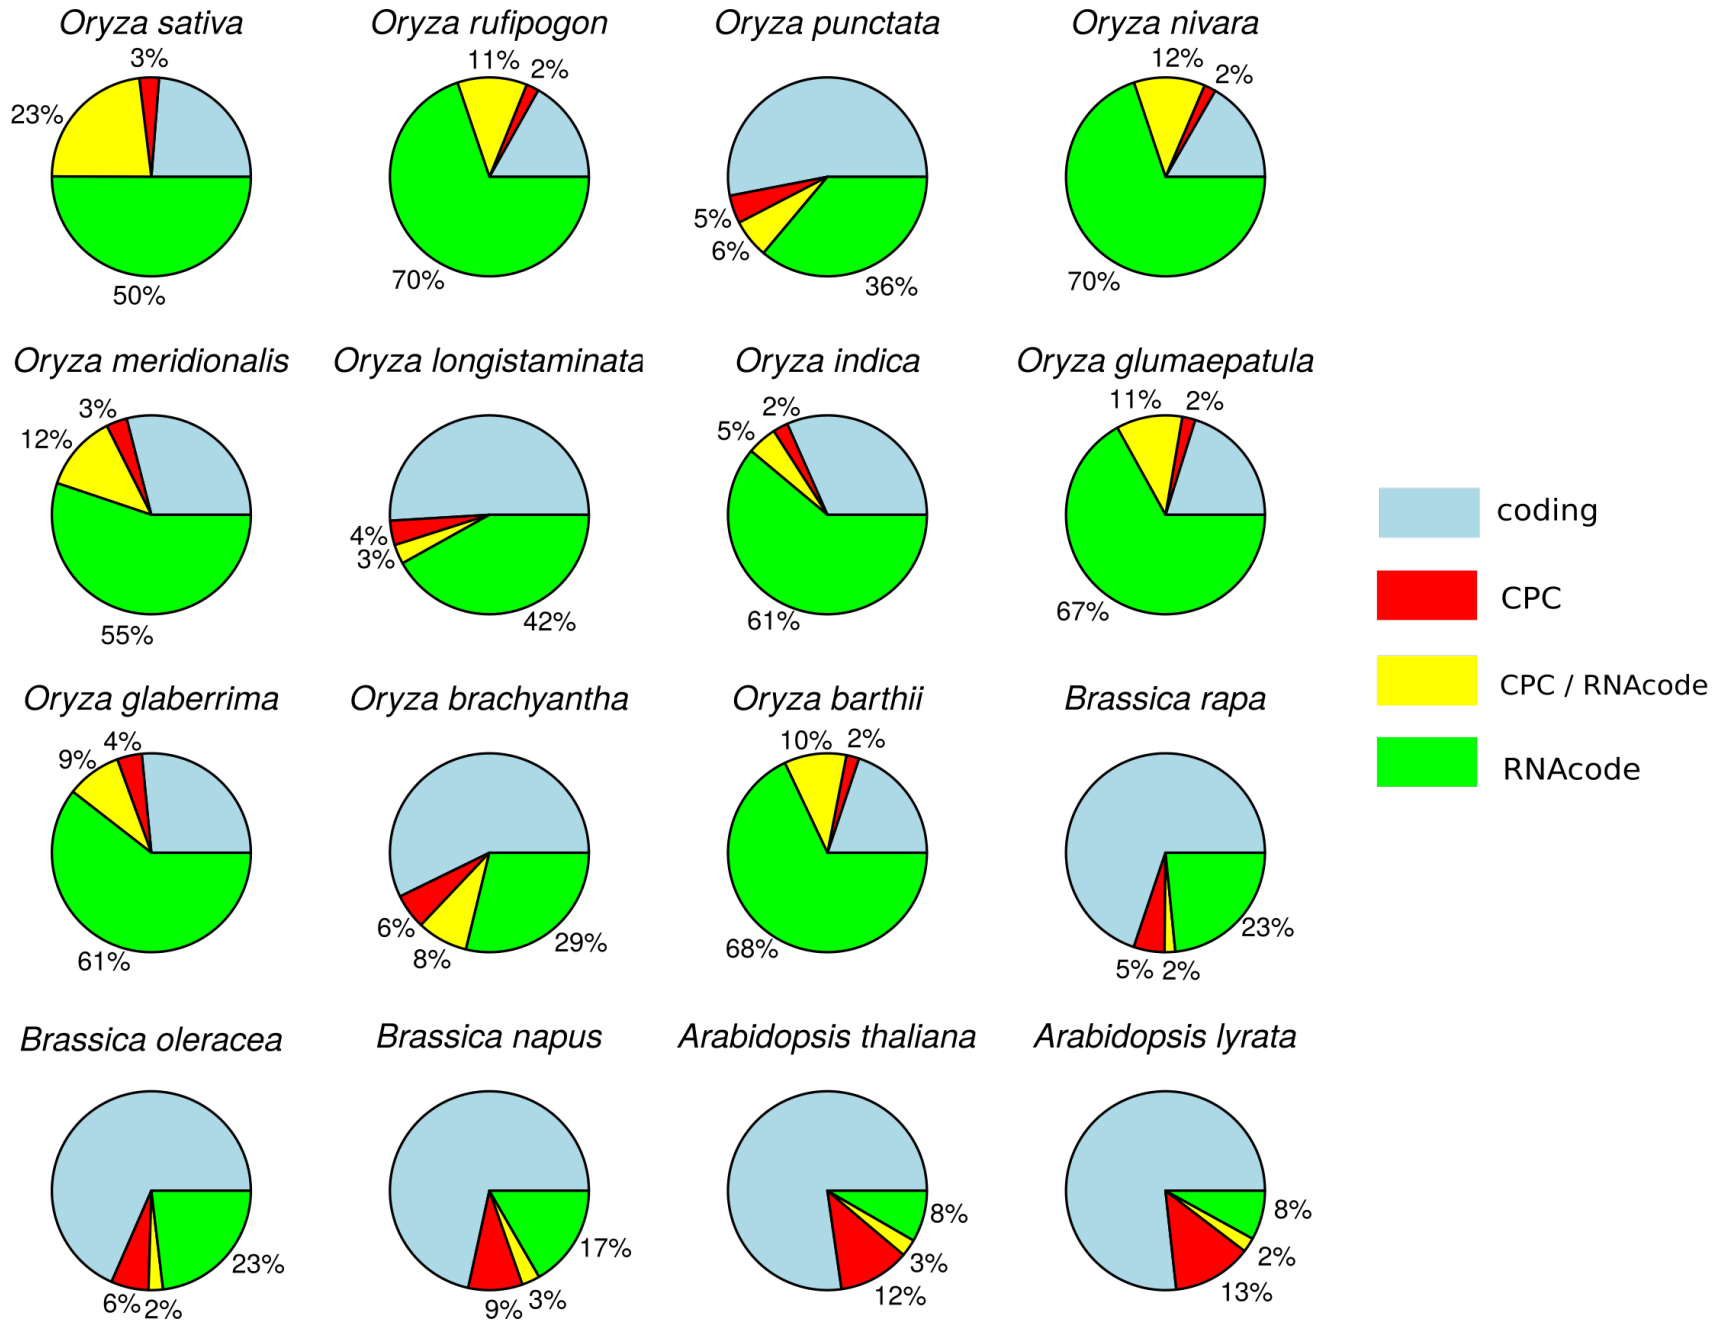 Oryza sativa
3%
23%
50%
Oryza rufipogon
11%
2%
70%
Oryza punctata
5%
6%
36%
Oryza nivara
12%
2%
70%
Oryza meridionalis
3%
12%
55%
Oryza longistaminata
4%
3%
42%
Oryza indica
2%
5%
61%
Oryza glumaepatula
11%
2%
67%
Oryza glaberrima
4%
9%
61%
Oryza brachyantha
6%
8%
29%
Oryza barthii
10%
2%
68%
Brassica rapa
5%
2%
23%
Brassica oleracea
6%
2%
23%
Brassica napus
9%
3%
17%
Arabidopsis thaliana
8%
3%
12%
Arabidopsis lyrata
8%
2%
13%
coding
CPC
CPC / RNAcode
RNAcode